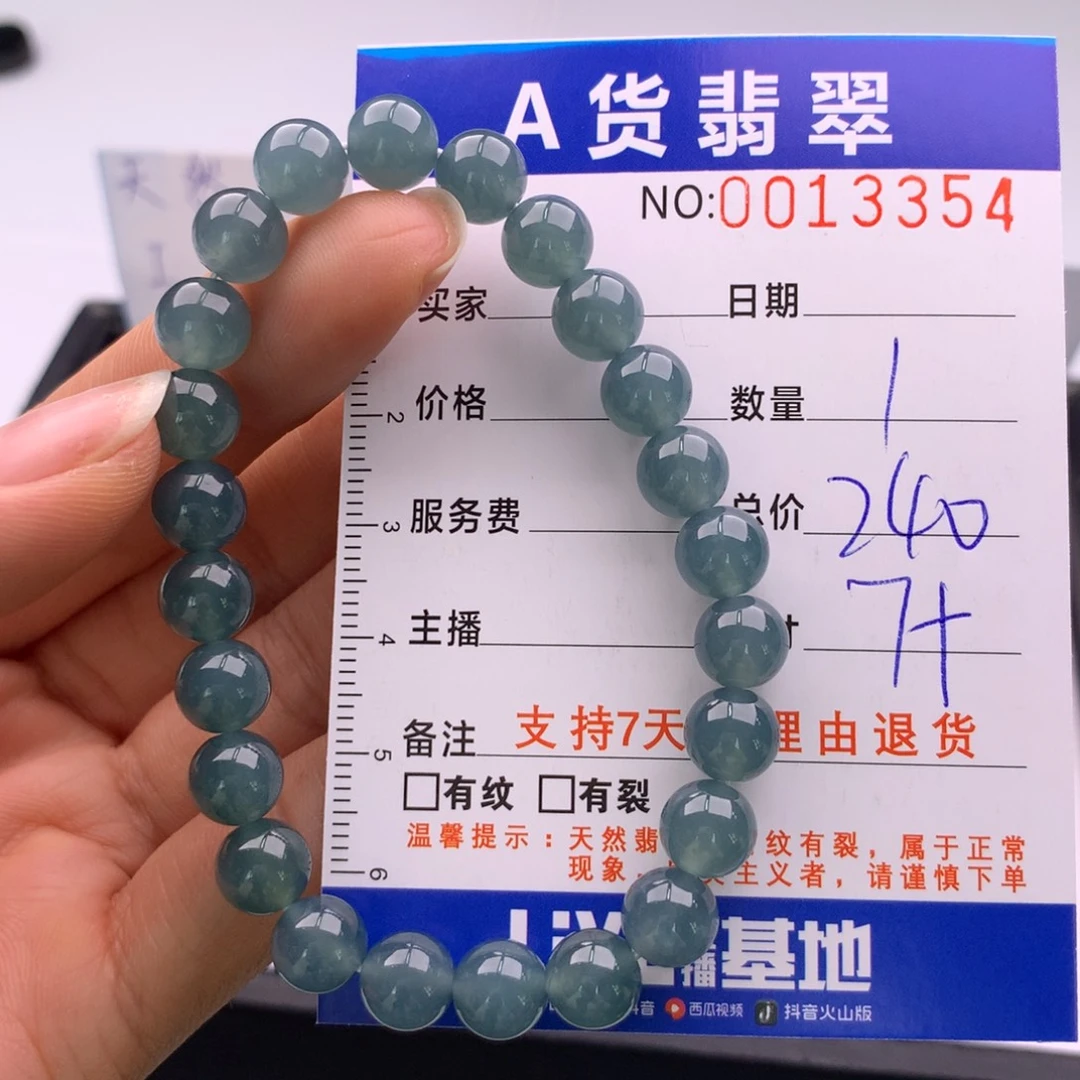 A货翡翠
NO:0013354
买家 日期
价格 数量 1
服务费 总价 240
主播 寸 7+
备注 支持7天 理由退货
□有纹 □有裂
温馨提示：天然翡 纹有裂，属于正常
现象， 主义者，请谨慎下单
播基地
抖音 西瓜视频 抖音火山版
2
3
4
5
6